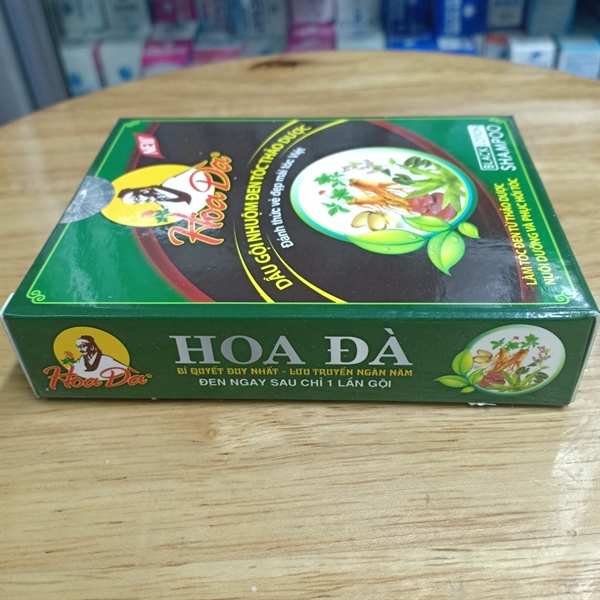 NEW
Hoa Đà®
DẦU GỘI NHUỘM ĐEN TÓC THẢO DƯỢC
Đánh thức vẻ đẹp mái tóc Việt
BLACK
SHAMPOO
LÀM TÓC ĐEN TỪ THẢO DƯỢC
NUÔI DƯỠNG VÀ PHỤC HỒI TÓC
Hoa Đà®
HOA ĐÀ
BÍ QUYẾT DUY NHẤT - LƯU TRUYỀN NGÀN NĂM
ĐEN NGAY SAU CHỈ 1 LẦN GỘI